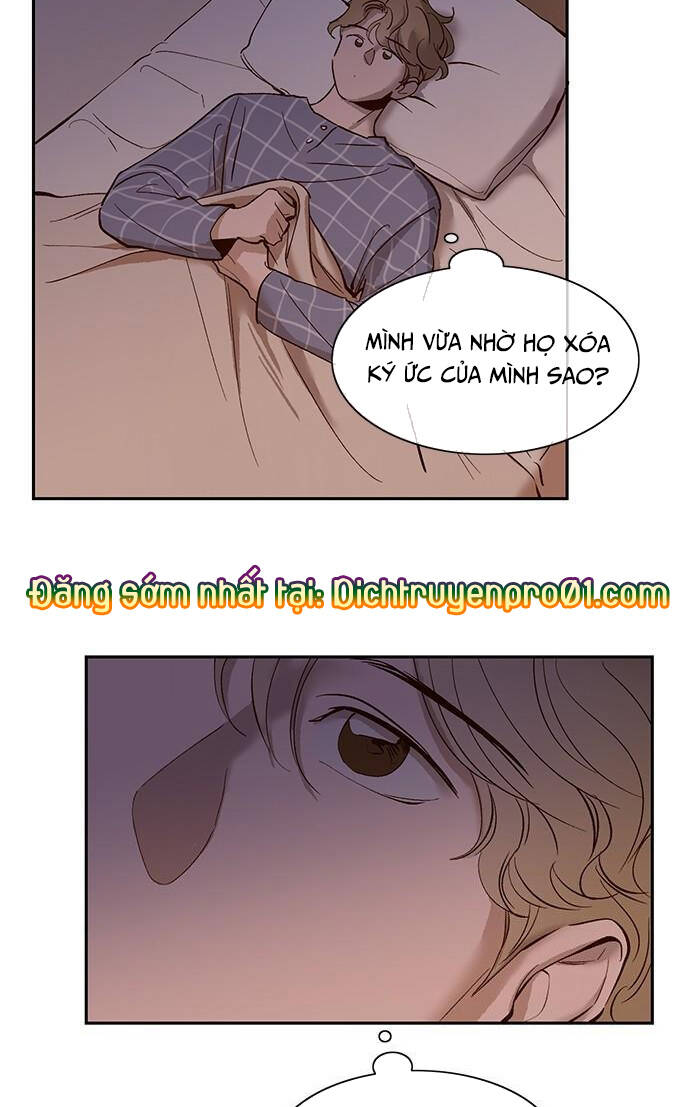 MÌNH VỪA NHỜ HỌ XÓA
KÝ ỨC CỦA MÌNH SAO?
Đăng sớm nhất tại: Dichtruyenpro01.com